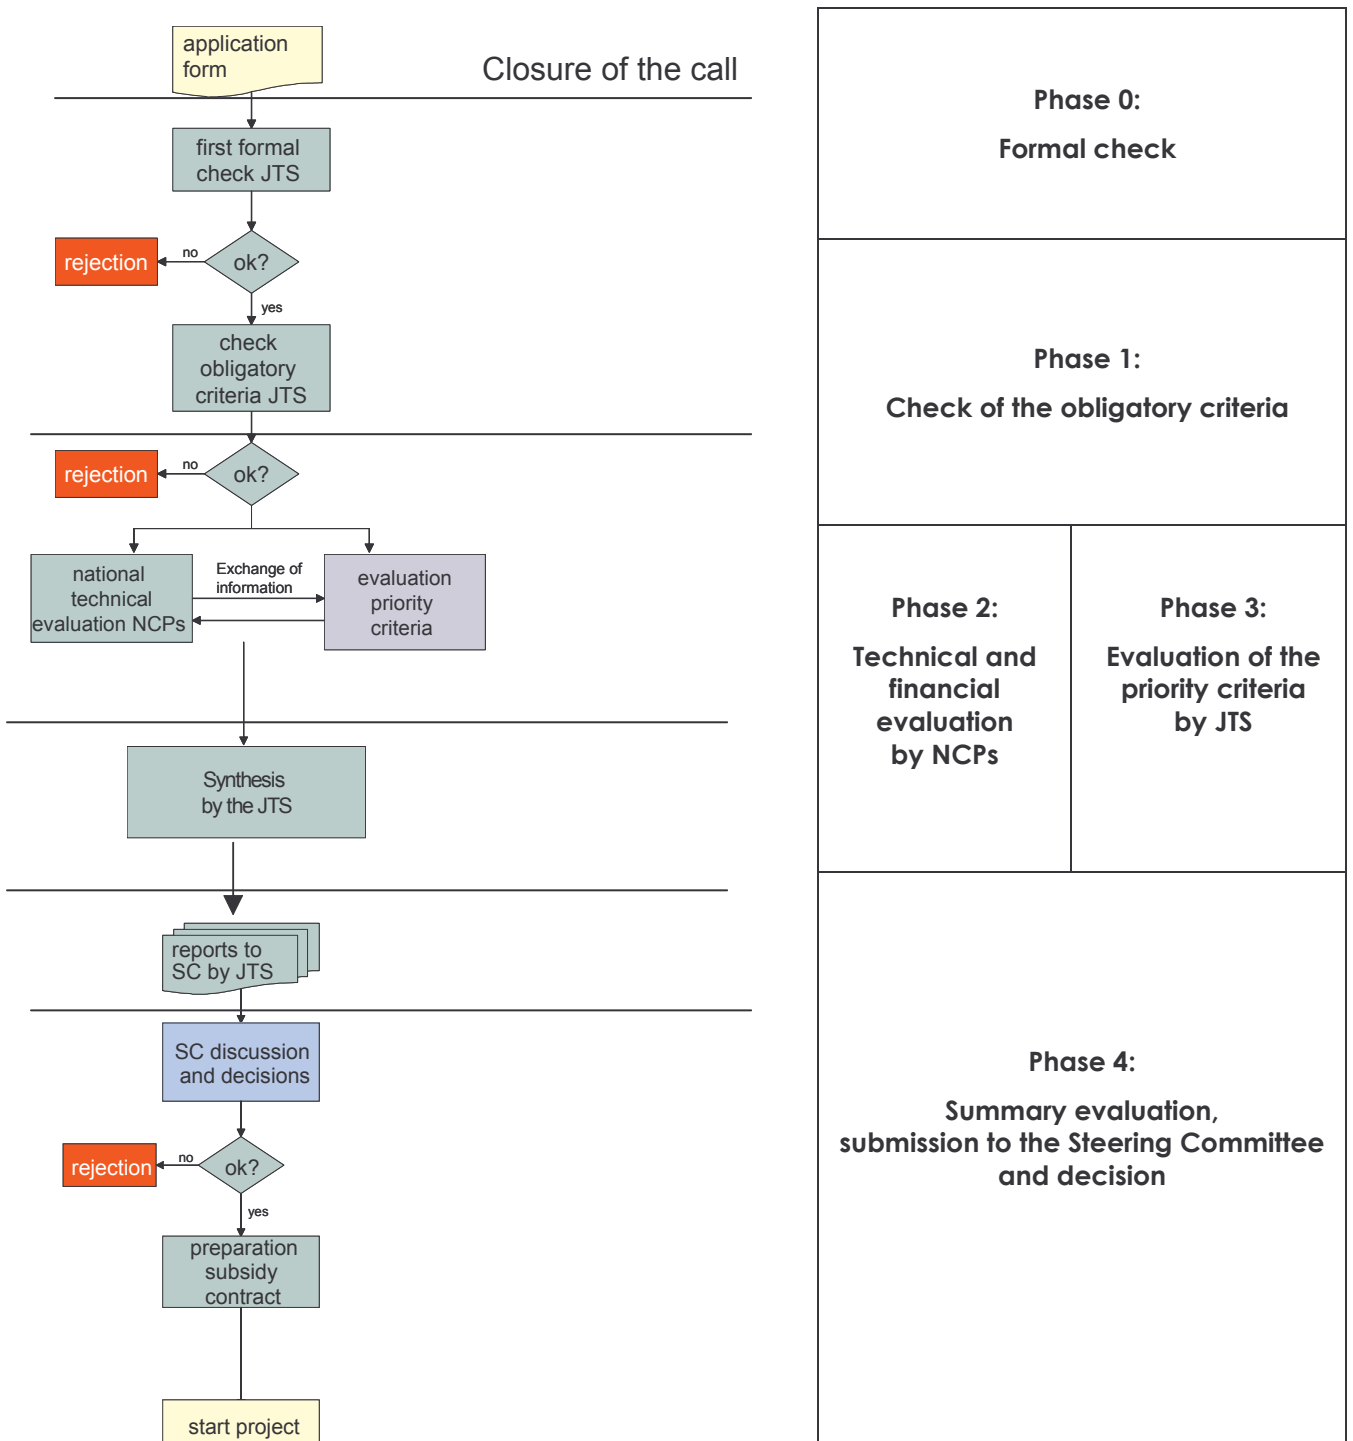 application
form
Closure of the call
first formal
check JTS
ok?
no
rejection
yes
check
obligatory
criteria JTS
ok?
no
rejection
national
technical
evaluation NCPs
Exchange of
information
evaluation
priority
criteria
Synthesis
by the JTS
reports to
SC by JTS
SC discussion
and decisions
ok?
no
rejection
yes
preparation
subsidy
contract
start project
Phase 0:
Formal check
Phase 1:
Check of the obligatory criteria
Phase 2:
Technical and
financial
evaluation
by NCPs
Phase 3:
Evaluation of the
priority criteria
by JTS
Phase 4:
Summary evaluation,
submission to the Steering Committee
and decision